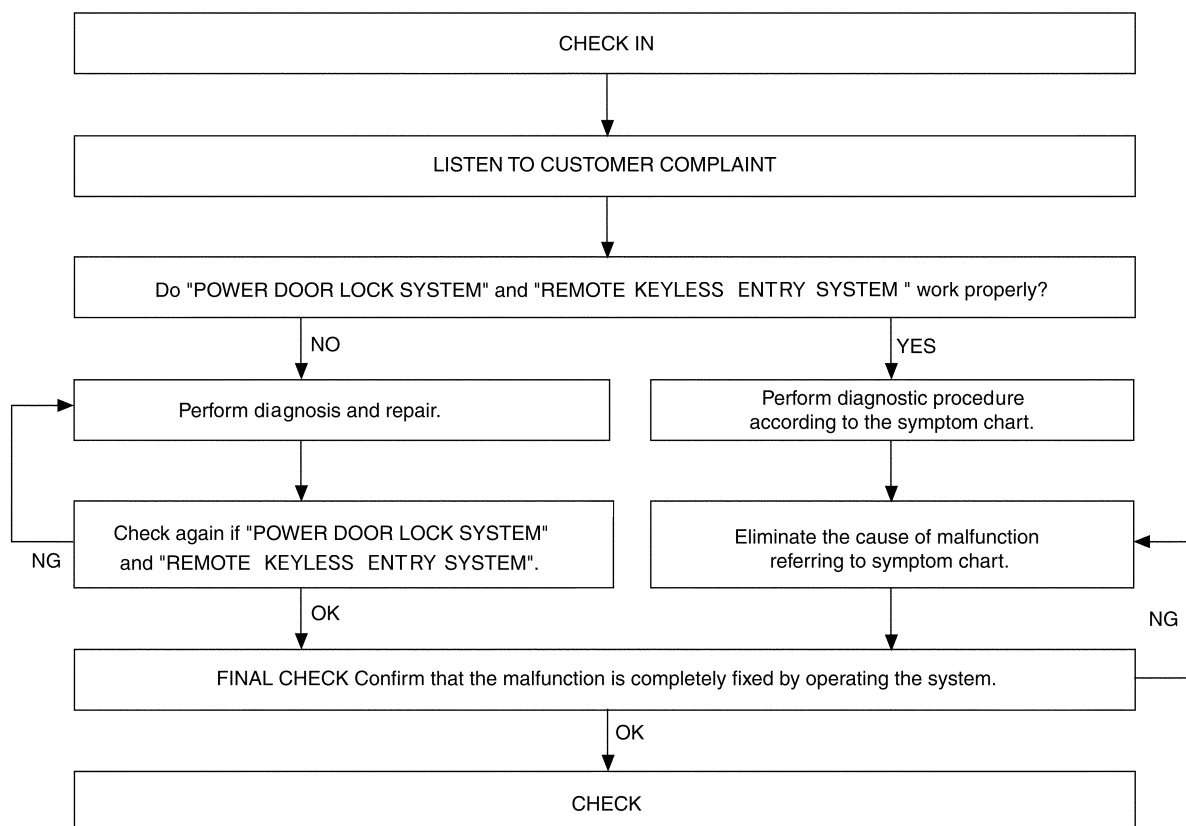 CHECK IN
LISTEN TO CUSTOMER COMPLAINT
Do "POWER DOOR LOCK SYSTEM" and "REMOTE KEYLESS ENTRY SYSTEM " work properly?
NO
YES
Perform diagnosis and repair.
Perform diagnostic procedure
according to the symptom chart.
Check again if "POWER DOOR LOCK SYSTEM"
and "REMOTE KEYLESS ENTRY SYSTEM".
NG
Eliminate the cause of malfunction
referring to symptom chart.
OK
NG
FINAL CHECK Confirm that the malfunction is completely fixed by operating the system.
OK
CHECK